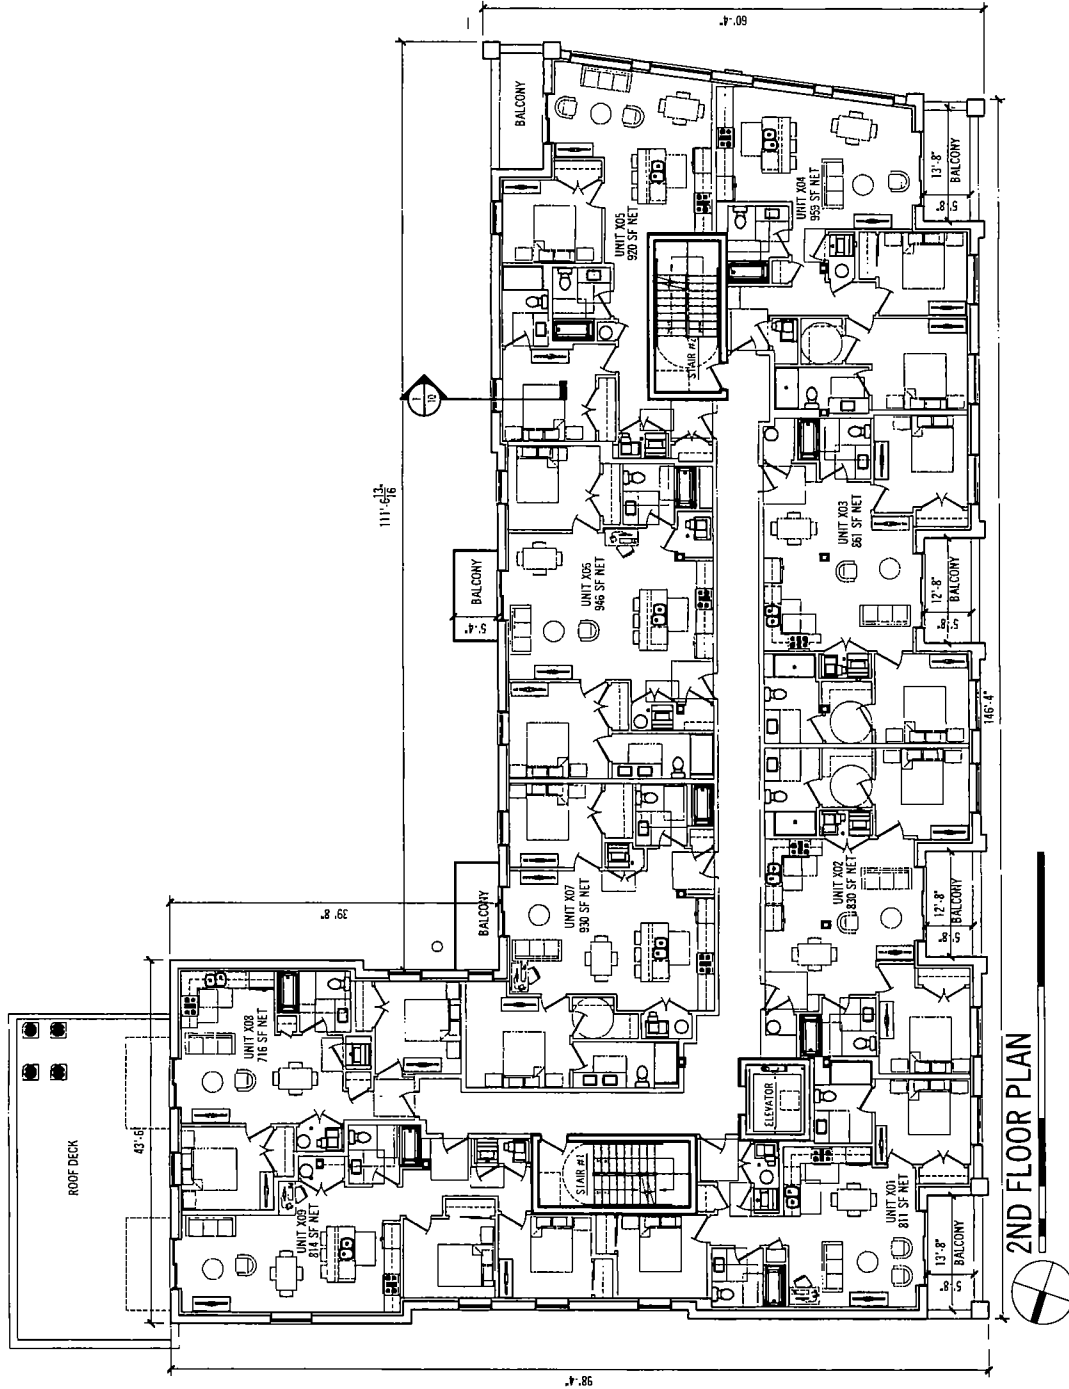 60'-4"
BALCONY
UNIT X05
920 SF NET
UNIT X04
959 SF NET
13'-8"
BALCONY
5'-8"
STAIR #2
1
10
111'-6 13/16"
UNIT X06
946 SF NET
BALCONY
5'-4"
UNIT X03
861 SF NET
12'-8"
BALCONY
5'-8"
146'-4"
UNIT X07
930 SF NET
BALCONY
39'-8"
UNIT X02
830 SF NET
12'-8"
BALCONY
5'-8"
UNIT X08
716 SF NET
43'-6"
ROOF DECK
ELEVATOR
STAIR #1
UNIT X09
814 SF NET
UNIT X01
811 SF NET
13'-8"
BALCONY
5'-8"
98'-4"
2ND FLOOR PLAN